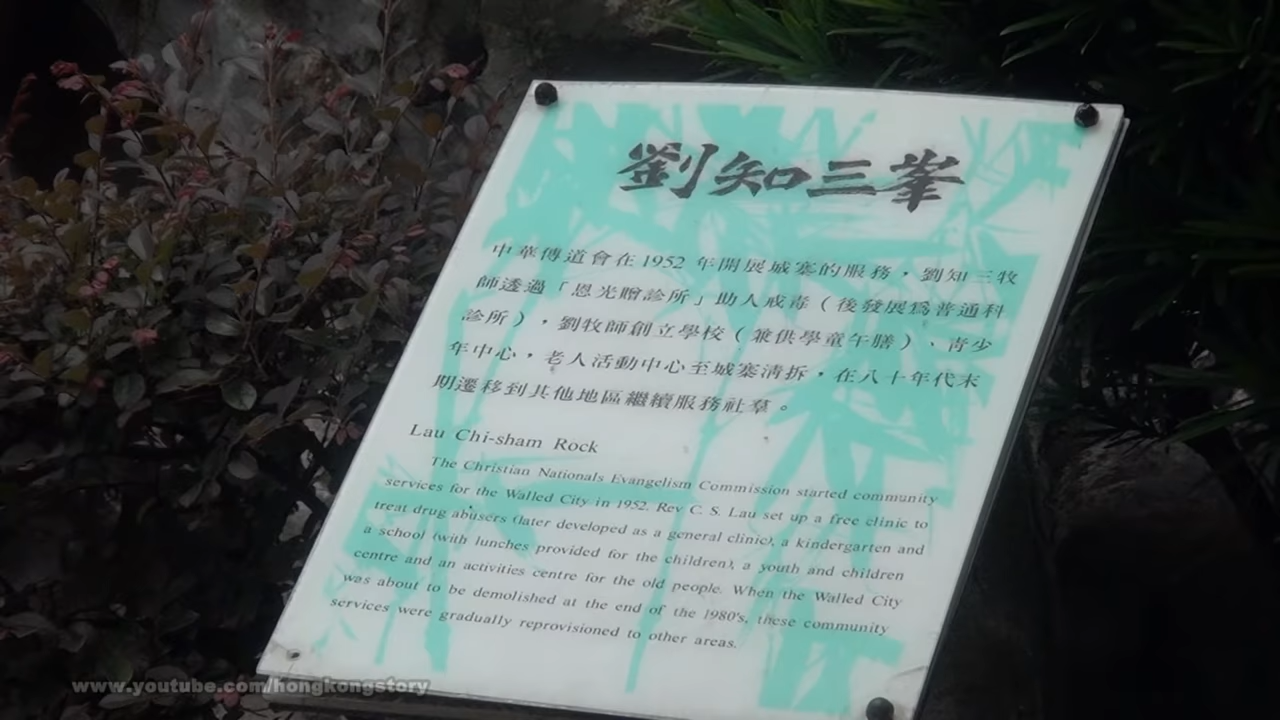 劉知三峯
中華傳道會在 1952 年開展城寨的服務，劉知三牧
師透過「恩光贈診所」助人戒毒（後發展爲普通科
診所），劉牧師創立學校（兼供學童午膳）、青少
年中心，老人活動中心至城寨清拆，在八十年代末
期遷移到其他地區繼續服務社羣。
Lau Chi-sham Rock
The Christian Nationals Evangelism Commission started community
services for the Walled City in 1952. Rev C. S. Lau set up a free clinic to
treat drug abusers (later developed as a general clinic), a kindergarten and
a school (with lunches provided for the children), a youth and children
centre and an activities centre for the old people. When the Walled City
was about to be demolished at the end of the 1980's, these community
services were gradually reprovisioned to other areas.
www.youtube.com/hongkongstory